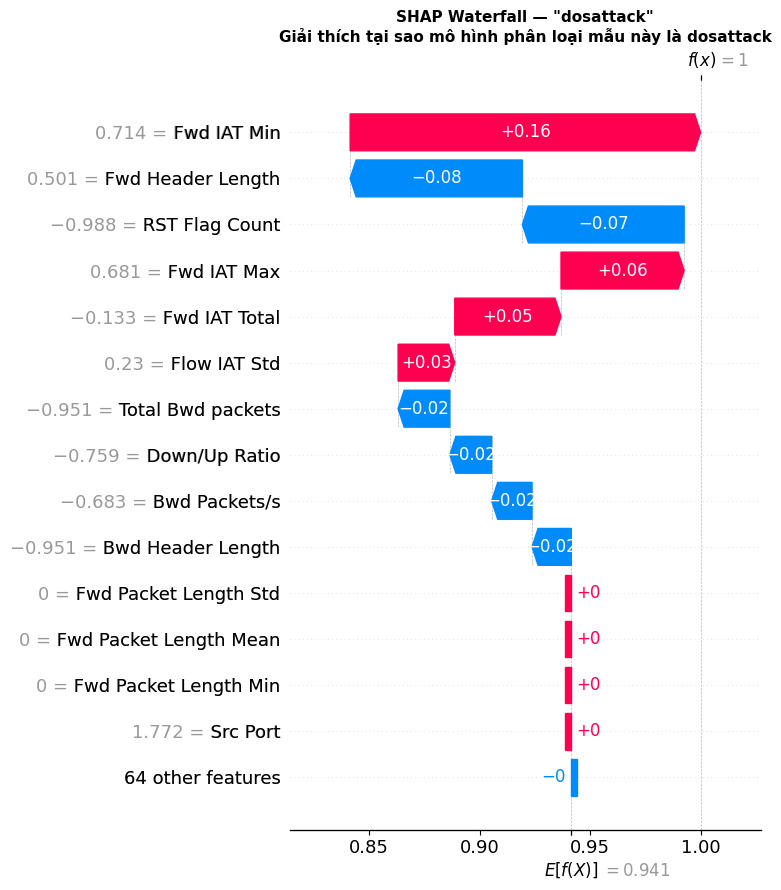 SHAP Waterfall — "dosattack"
Giải thích tại sao mô hình phân loại mẫu này là dosattack
f(x) = 1
0.714 = Fwd IAT Min
+0.16
0.501 = Fwd Header Length
−0.08
−0.988 = RST Flag Count
−0.07
0.681 = Fwd IAT Max
+0.06
−0.133 = Fwd IAT Total
+0.05
0.23 = Flow IAT Std
+0.03
−0.951 = Total Bwd packets
−0.02
−0.759 = Down/Up Ratio
−0.02
−0.683 = Bwd Packets/s
−0.02
−0.951 = Bwd Header Length
−0.02
0 = Fwd Packet Length Std
+0
0 = Fwd Packet Length Mean
+0
0 = Fwd Packet Length Min
+0
1.772 = Src Port
+0
64 other features
−0
0.85 0.90 0.95 1.00
E[f(X)] = 0.941